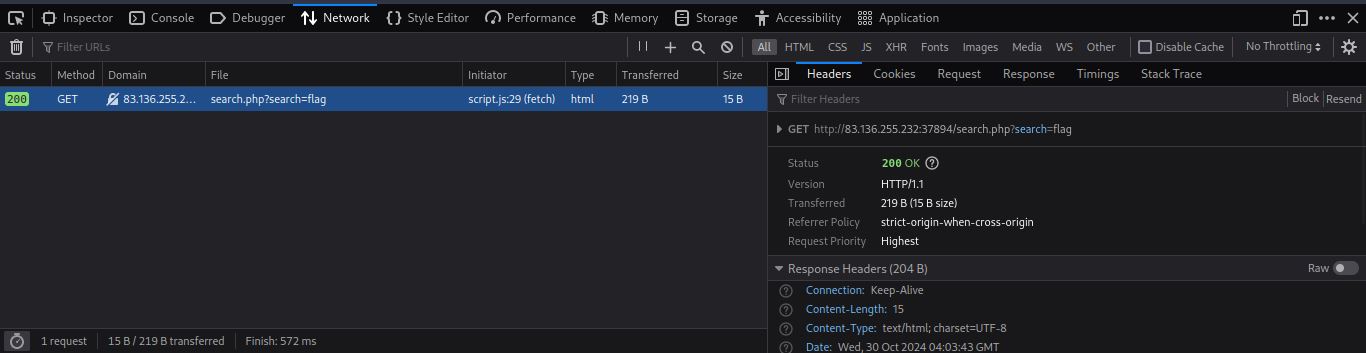 Inspector Console Debugger Network Style Editor Performance Memory Storage Accessibility Application
Filter URLs All HTML CSS JS XHR Fonts Images Media WS Other Disable Cache No Throttling
Status Method Domain File Initiator Type Transferred Size
200 GET 83.136.255.2... search.php?search=flag script.js:29 (fetch) html 219 B 15 B
1 request 15 B / 219 B transferred Finish: 572 ms
Headers Cookies Request Response Timings Stack Trace
Filter Headers Block Resend
GET http://83.136.255.232:37894/search.php?search=flag
Status 200 OK ?
Version HTTP/1.1
Transferred 219 B (15 B size)
Referrer Policy strict-origin-when-cross-origin
Request Priority Highest
Response Headers (204 B) Raw
? Connection: Keep-Alive
? Content-Length: 15
? Content-Type: text/html; charset=UTF-8
? Date: Wed, 30 Oct 2024 04:03:43 GMT